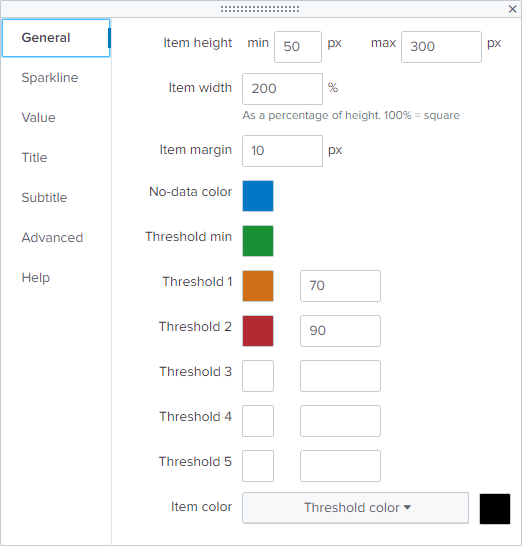 General
Sparkline
Value
Title
Subtitle
Advanced
Help
Item height min 50 px max 300 px
Item width 200 %
As a percentage of height. 100% = square
Item margin 10 px
No-data color
Threshold min
Threshold 1 70
Threshold 2 90
Threshold 3
Threshold 4
Threshold 5
Item color Threshold color